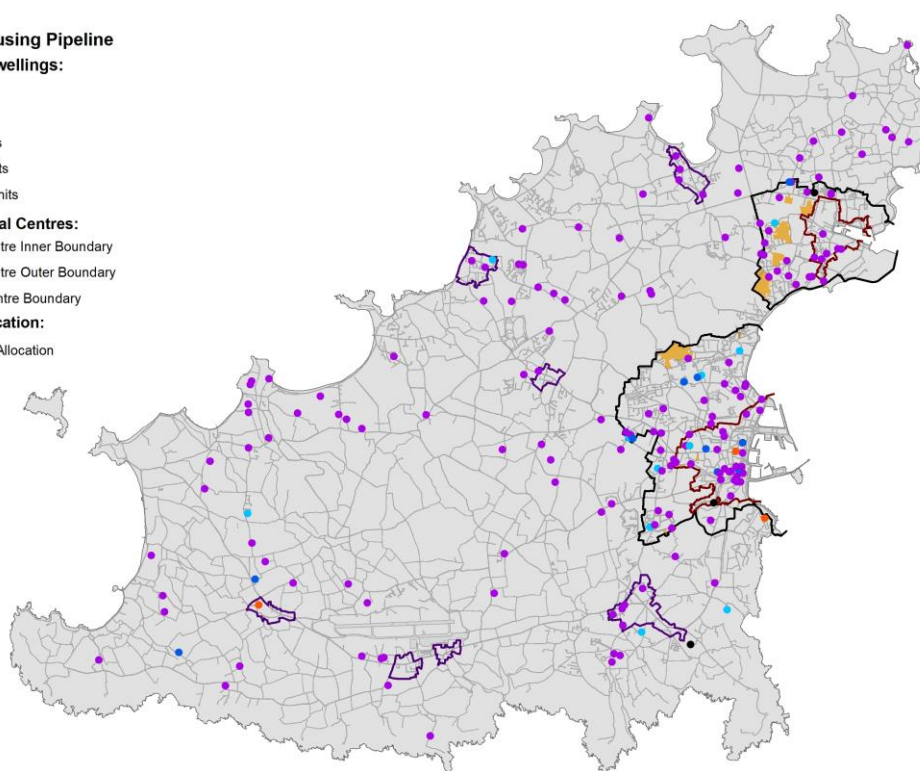 using Pipeline
wellings:
s
ts
nits
al Centres:
tre Inner Boundary
tre Outer Boundary
ntre Boundary
cation:
Allocation